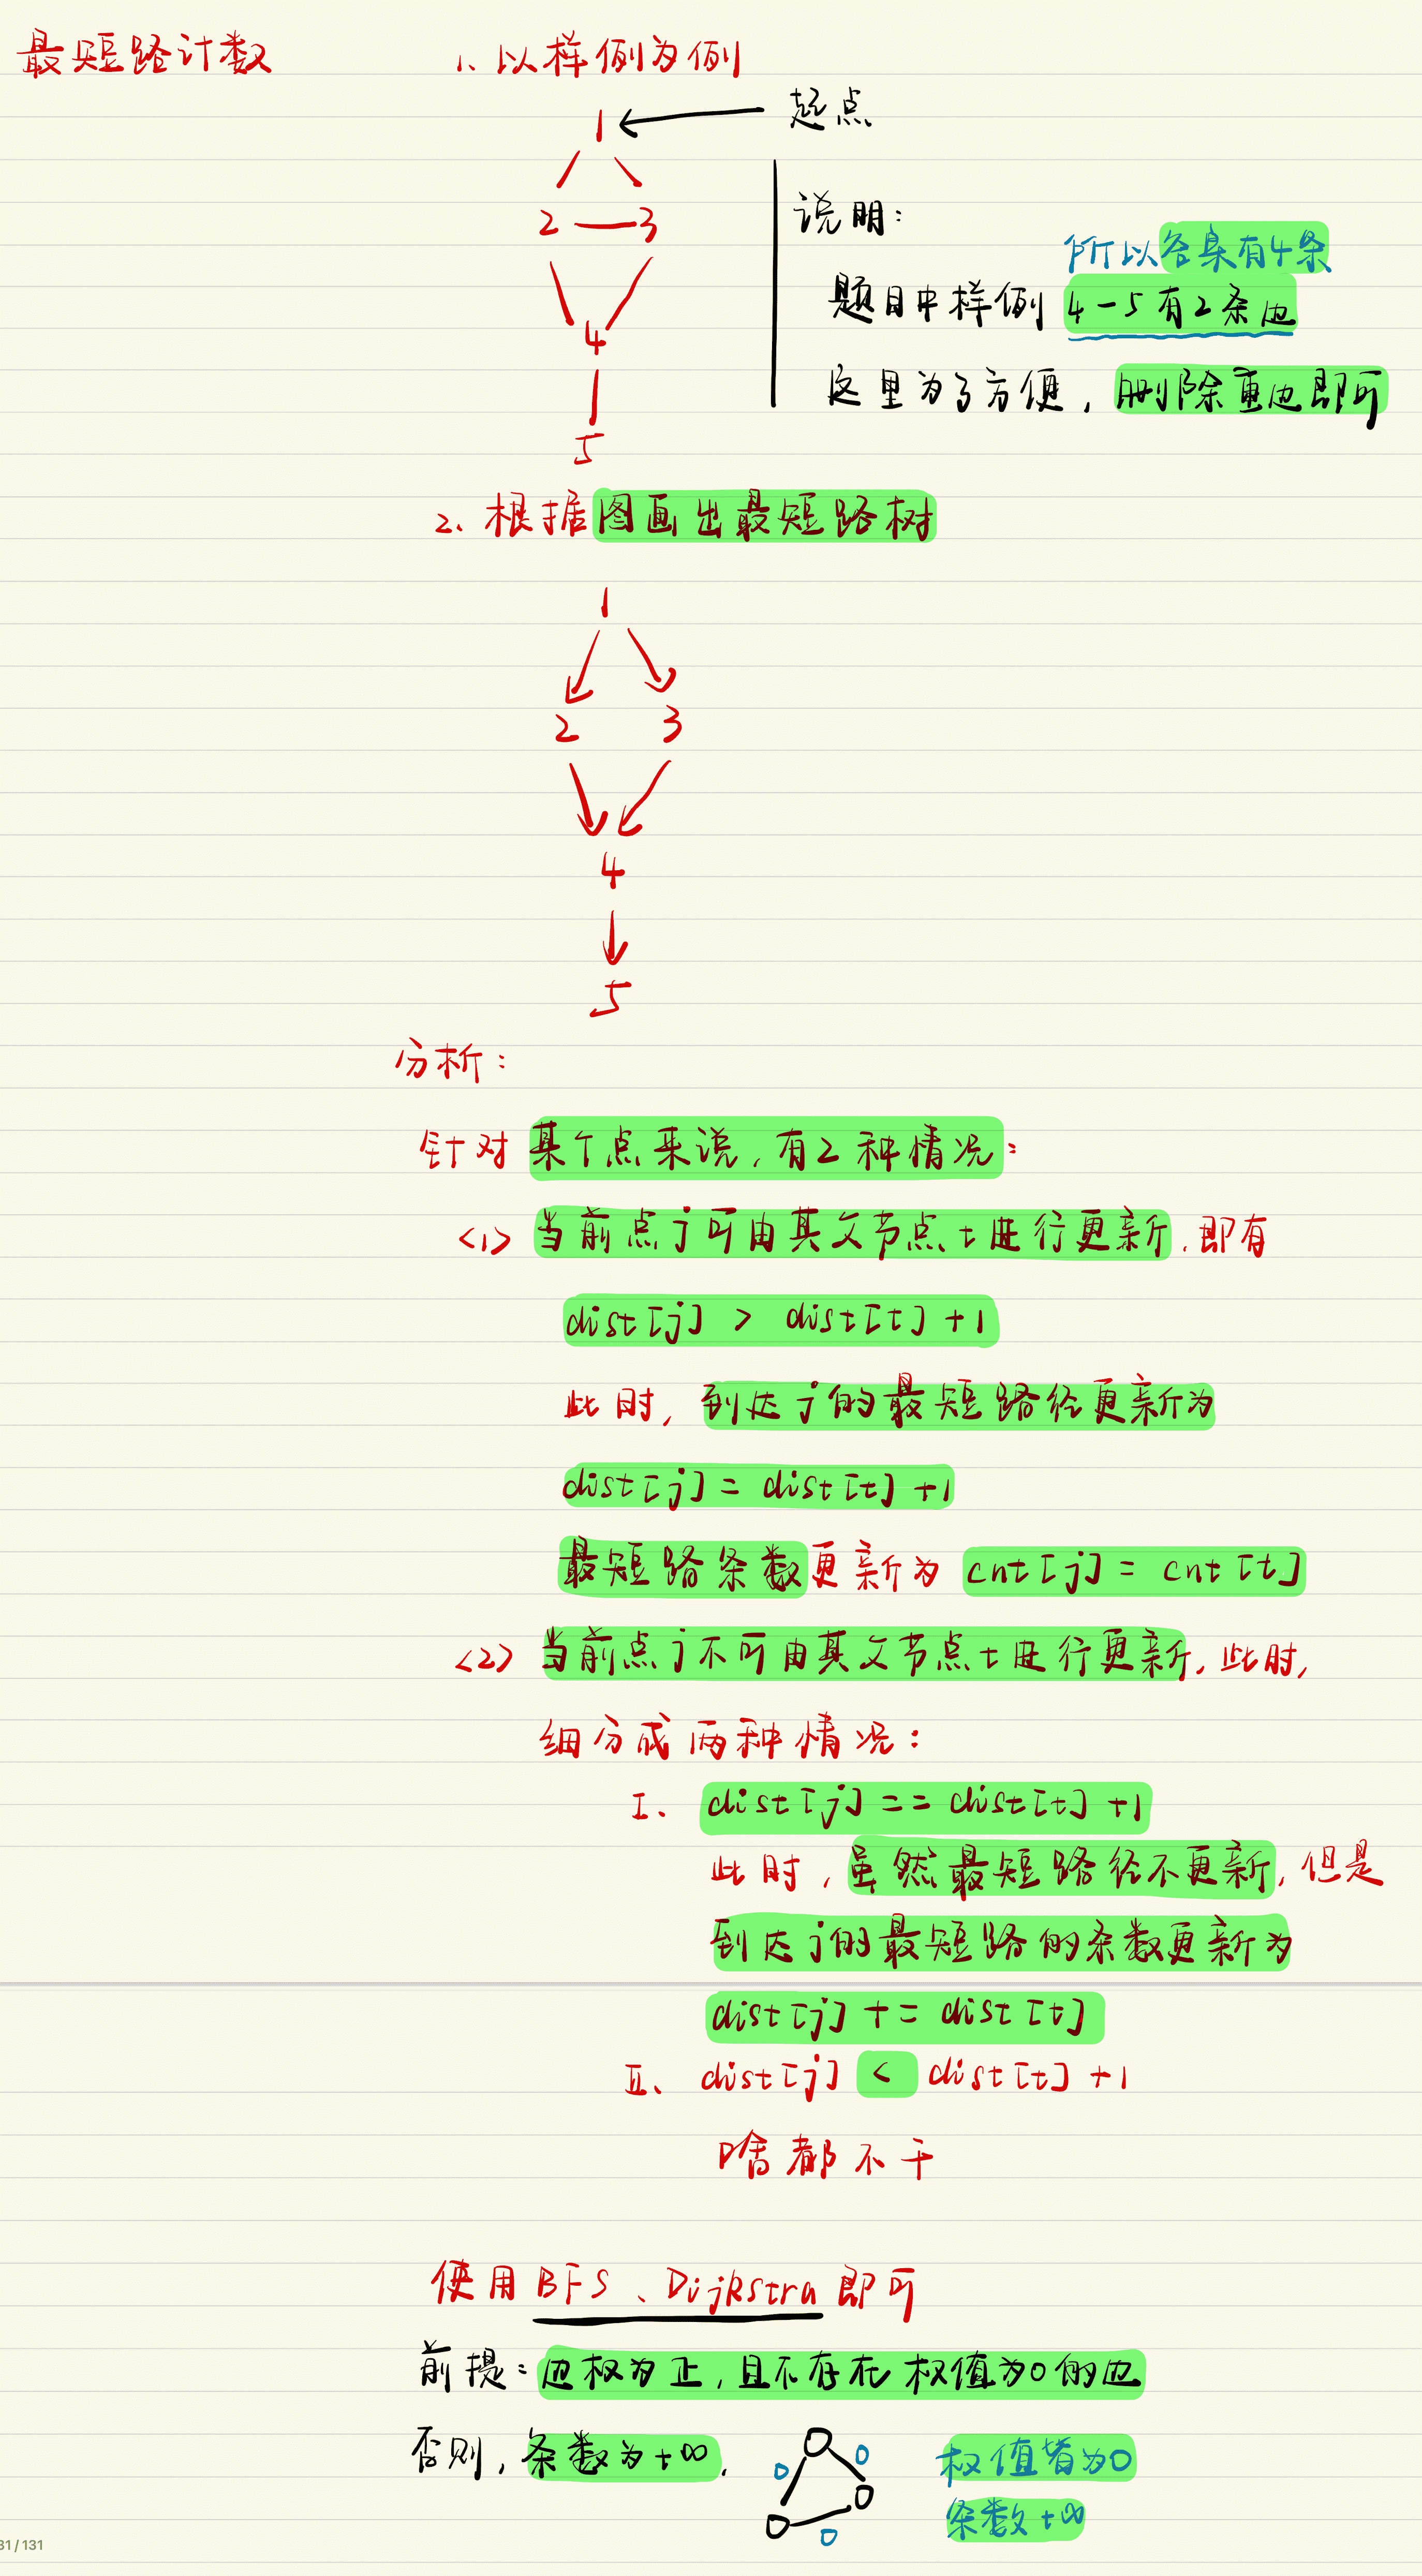 最短路计数
1、以样例为例
1
起点
2 3
4
5
说明：
所以答案有4条
题目中样例 4-5有2条边
这里为了方便，删除重边即可
2、根据图画出最短路树
1
2 3
4
5
分析：
针对某个点来说，有2种情况：
<1> 当前点j可由其父节点t进行更新，即有
dist[j] > dist[t] +1
此时，到达j的最短路径更新为
dist[j] = dist[t] +1
最短路条数更新为 cnt[j] = cnt[t]
<2> 当前点j不可由其父节点t进行更新，此时，
细分成两种情况：
I、 dist[j] == dist[t] +1
此时，虽然最短路径不更新，但是
到达j的最短路的条数更新为
dist[j] += dist[t]
II、 dist[j] < dist[t] +1
啥都不干
使用BFS、Dijkstra即可
前提：边权为正，且不存在权值为0的边
否则，条数为+∞.
0 0
0
权值皆为0
条数+∞
31 / 131